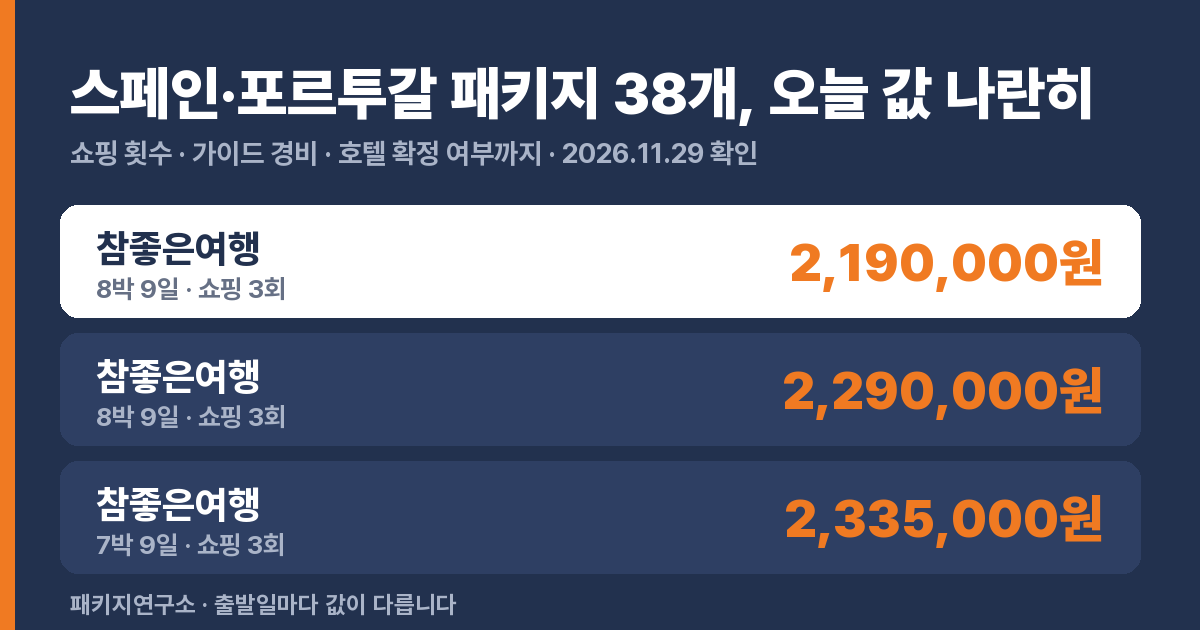 스페인·포르투갈 패키지 38개, 오늘 값 나란히
쇼핑 횟수 · 가이드 경비 · 호텔 확정 여부까지 · 2026.11.29 확인
참좋은여행
2,190,000원
8박 9일 · 쇼핑 3회
참좋은여행
2,290,000원
8박 9일 · 쇼핑 3회
참좋은여행
2,335,000원
7박 9일 · 쇼핑 3회
패키지연구소 · 출발일마다 값이 다릅니다